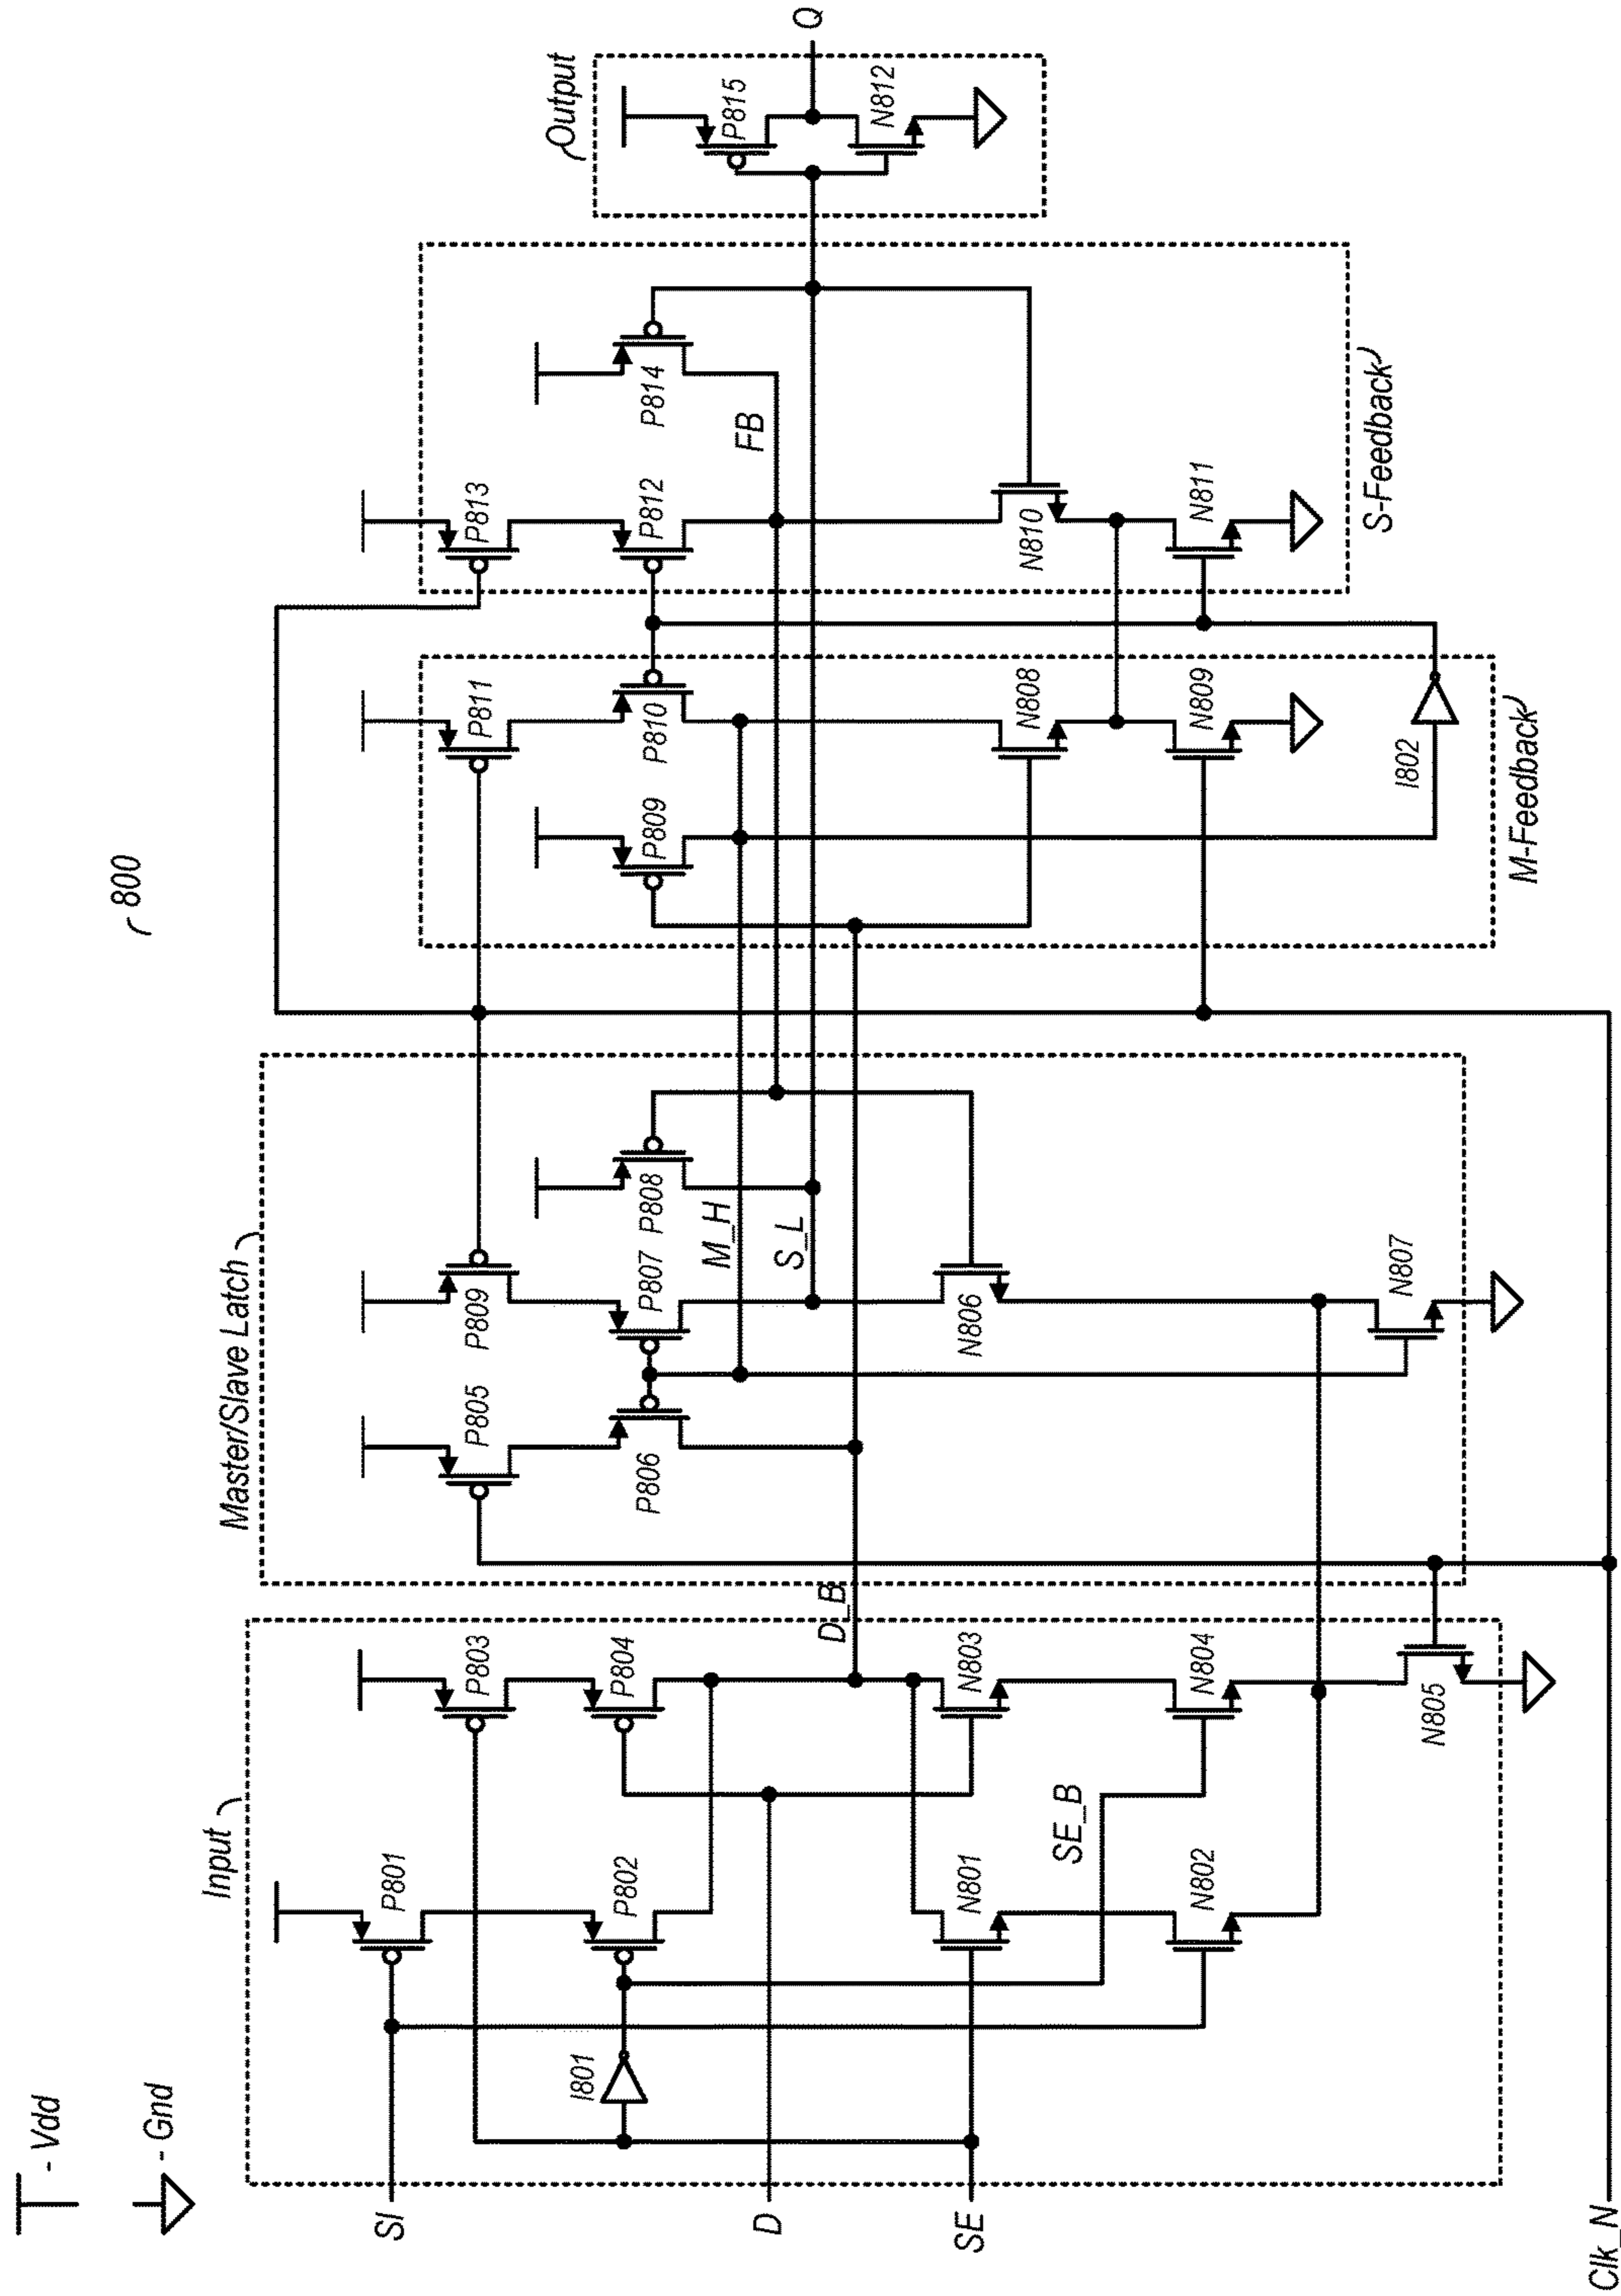 800
- Vdd
- Gnd
Input
Master/Slave Latch
M-Feedback
S-Feedback
Output
SI
D
SE
Clk_N
Q
P801
P802
I801
P803
P804
N801
N802
N803
N804
N805
SE_B
D_B
P805
P806
P809
P807
P808
M_H
S_L
N806
N807
P811
P810
P809
N808
N809
I802
P813
P812
P814
FB
N810
N811
P815
N812